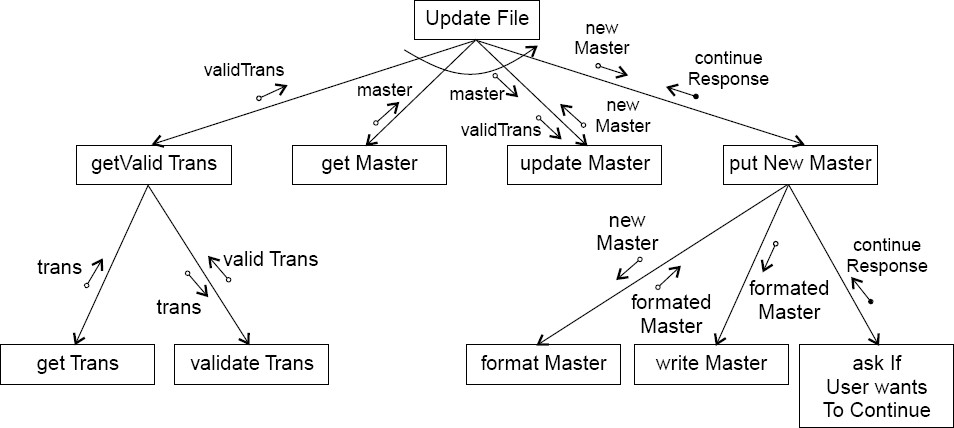 Update File
new
Master
continue
Response
validTrans
master
master
validTrans
new
Master
getValid Trans
get Master
update Master
put New Master
new
Master
continue
Response
trans
valid Trans
trans
formated
Master
formated
Master
get Trans
validate Trans
format Master
write Master
ask If
User wants
To Continue